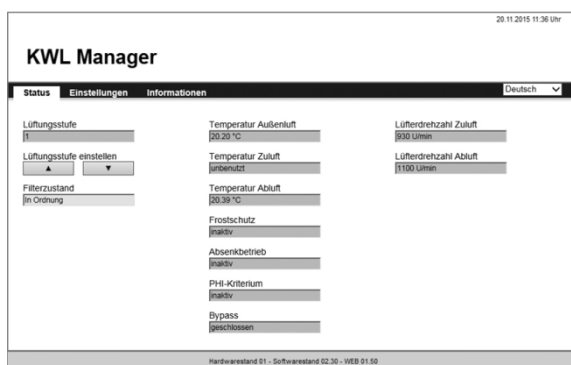 20.11.2015 11:36 Uhr
KWL Manager
Status Einstellungen Informationen Deutsch
Lüftungsstufe
1
Lüftungsstufe einstellen
Filterzustand
In Ordnung
Temperatur Außenluft
20.20 °C
Temperatur Zuluft
unbenutzt
Temperatur Abluft
20.39 °C
Frostschutz
inaktiv
Absenkbetrieb
inaktiv
PHI-Kriterium
inaktiv
Bypass
geschlossen
Lüfterdrehzahl Zuluft
930 U/min
Lüfterdrehzahl Abluft
1100 U/min
Hardwarestand 01 - Softwarestand 02.30 - WEB 01.50